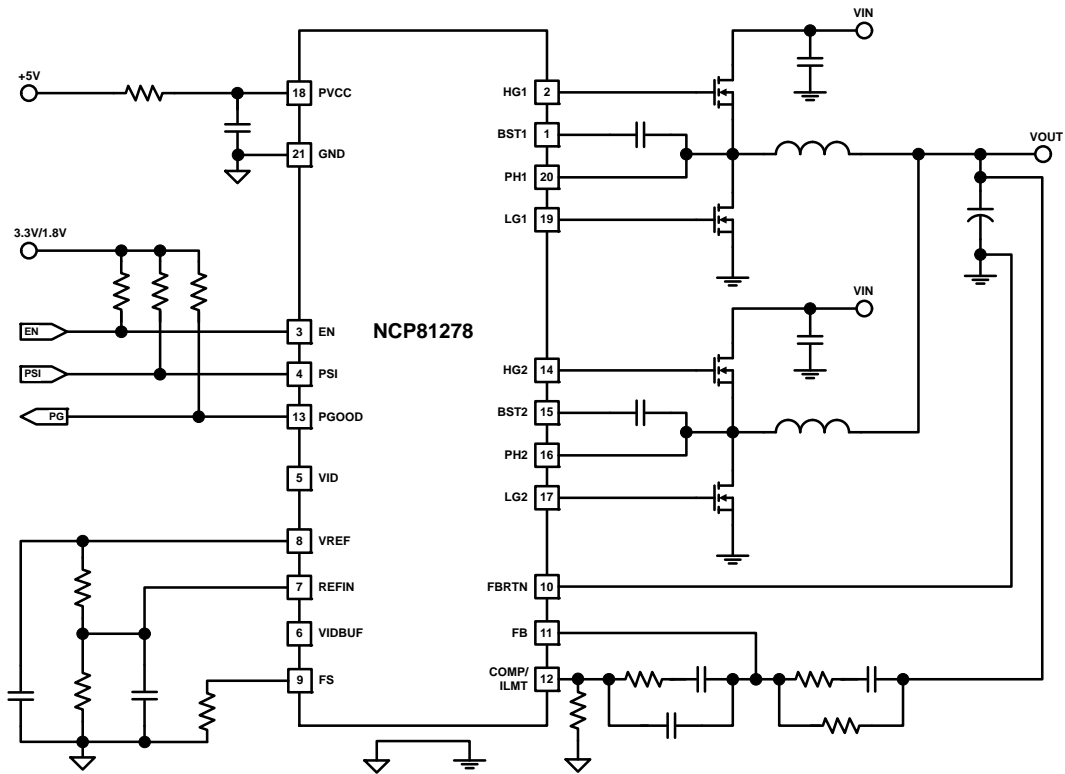 VIN
+5V
18 PVCC
HG1 2
BST1 1
VOUT
21 GND
PH1 20
LG1 19
3.3V/1.8V
VIN
EN
3 EN
NCP81278
PSI
4 PSI
HG2 14
PG
13 PGOOD
BST2 15
PH2 16
5 VID
LG2 17
8 VREF
7 REFIN
FBRTN 10
6 VIDBUF
FB 11
9 FS
COMP/
ILMT 12